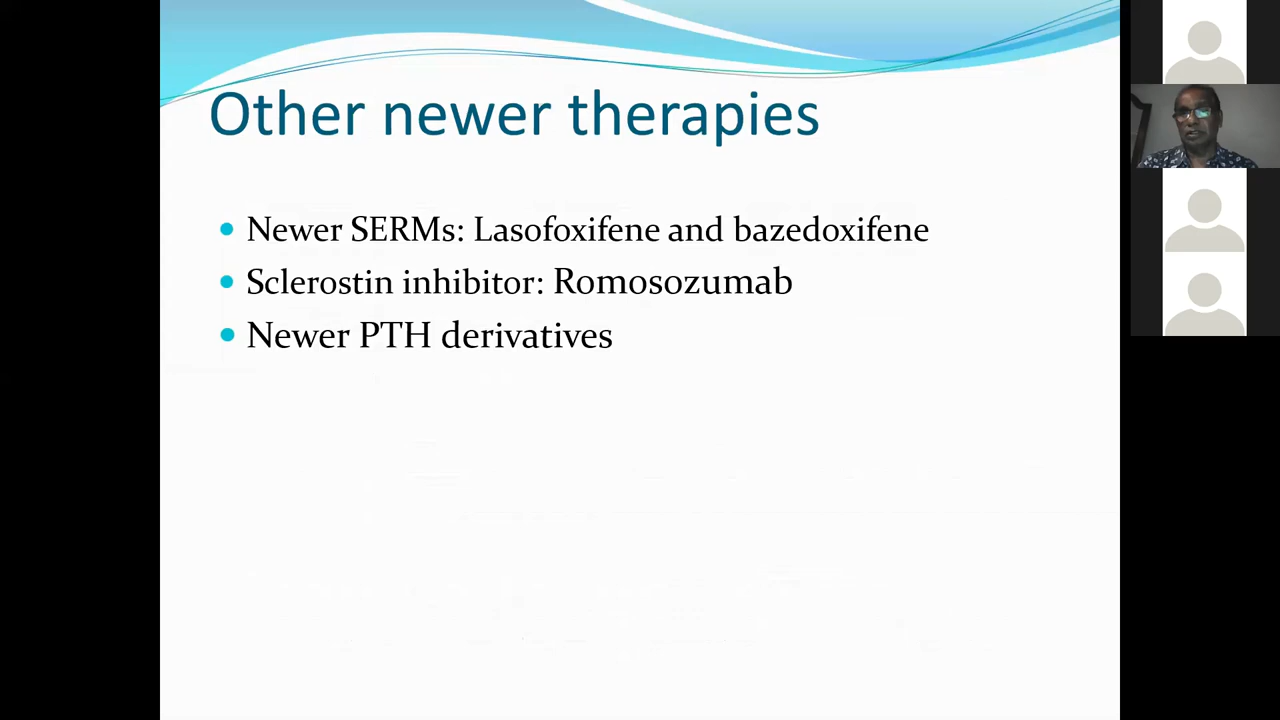 Other newer therapies
Newer SERMs: Lasofoxifene and bazedoxifene
Sclerostin inhibitor: Romosozumab
Newer PTH derivatives